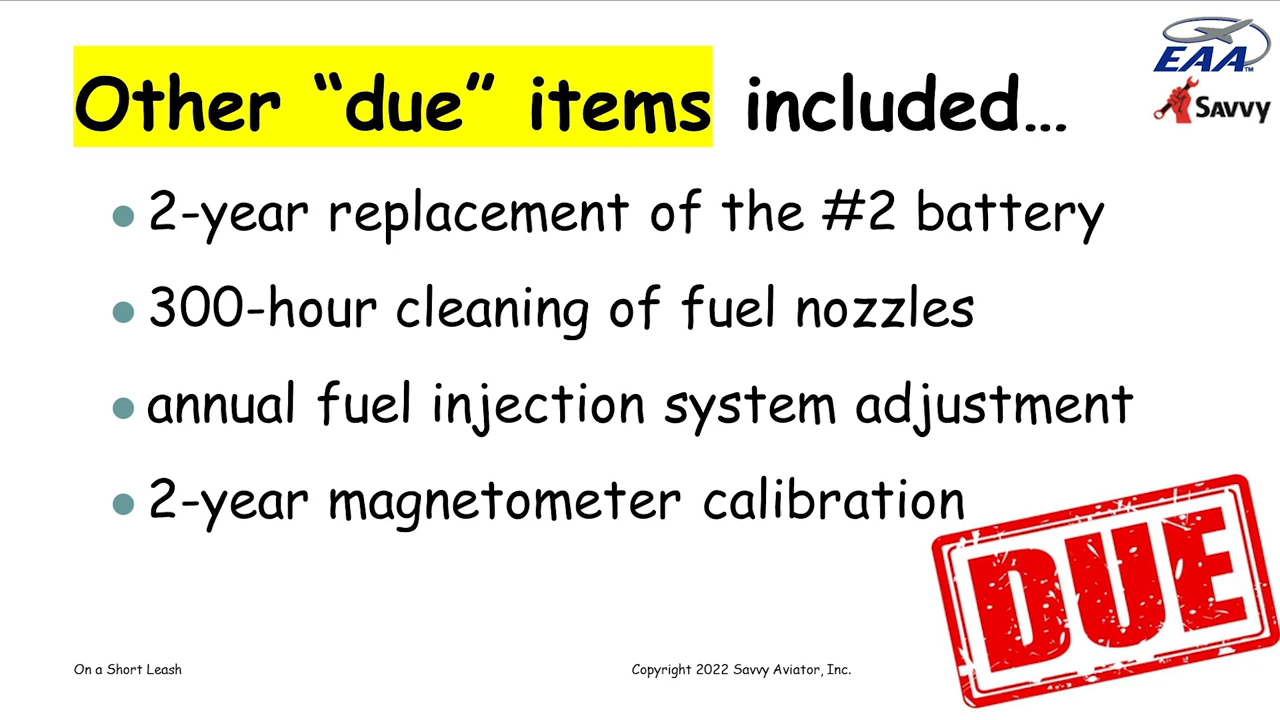 Other “due” items included…
EAA™
Savvy
• 2-year replacement of the #2 battery
• 300-hour cleaning of fuel nozzles
• annual fuel injection system adjustment
• 2-year magnetometer calibration
DUE
On a Short Leash
Copyright 2022 Savvy Aviator, Inc.